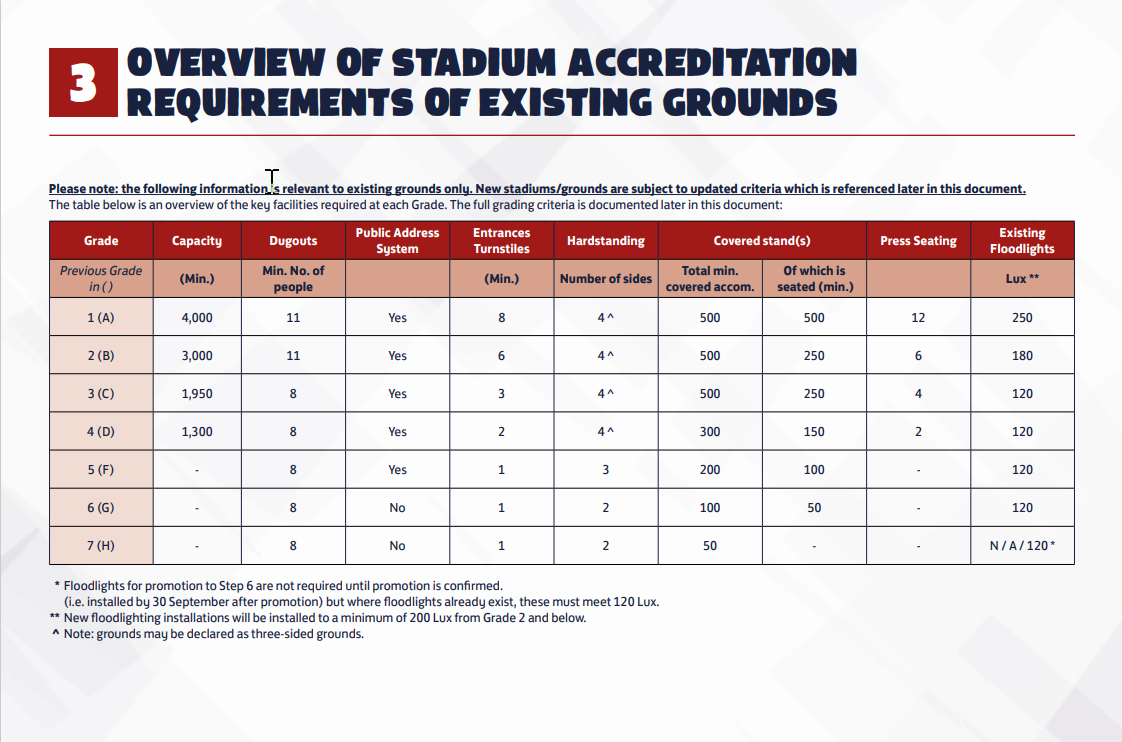 3
OVERVIEW OF STADIUM ACCREDITATION
REQUIREMENTS OF EXISTING GROUNDS
Please note: the following information is relevant to existing grounds only. New stadiums/grounds are subject to updated criteria which is referenced later in this document.
The table below is an overview of the key facilities required at each Grade. The full grading criteria is documented later in this document:
Grade Capacity Dugouts Public Address System Entrances Turnstiles Hardstanding Covered stand(s) Press Seating Existing Floodlights
Previous Grade in ( ) (Min.) Min. No. of people (Min.) Number of sides Total min. covered accom. Of which is seated (min.) Lux **
1 (A) 4,000 11 Yes 8 4 ^ 500 500 12 250
2 (B) 3,000 11 Yes 6 4 ^ 500 250 6 180
3 (C) 1,950 8 Yes 3 4 ^ 500 250 4 120
4 (D) 1,300 8 Yes 2 4 ^ 300 150 2 120
5 (F) - 8 Yes 1 3 200 100 - 120
6 (G) - 8 No 1 2 100 50 - 120
7 (H) - 8 No 1 2 50 - - N / A / 120 *
* Floodlights for promotion to Step 6 are not required until promotion is confirmed.
(i.e. installed by 30 September after promotion) but where floodlights already exist, these must meet 120 Lux.
** New floodlighting installations will be installed to a minimum of 200 Lux from Grade 2 and below.
^ Note: grounds may be declared as three-sided grounds.